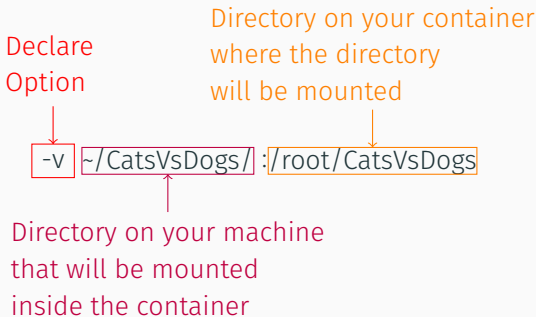 Directory on your container
where the directory
will be mounted
Declare
Option
-v ~/CatsVsDogs/ :/root/CatsVsDogs
Directory on your machine
that will be mounted
inside the container